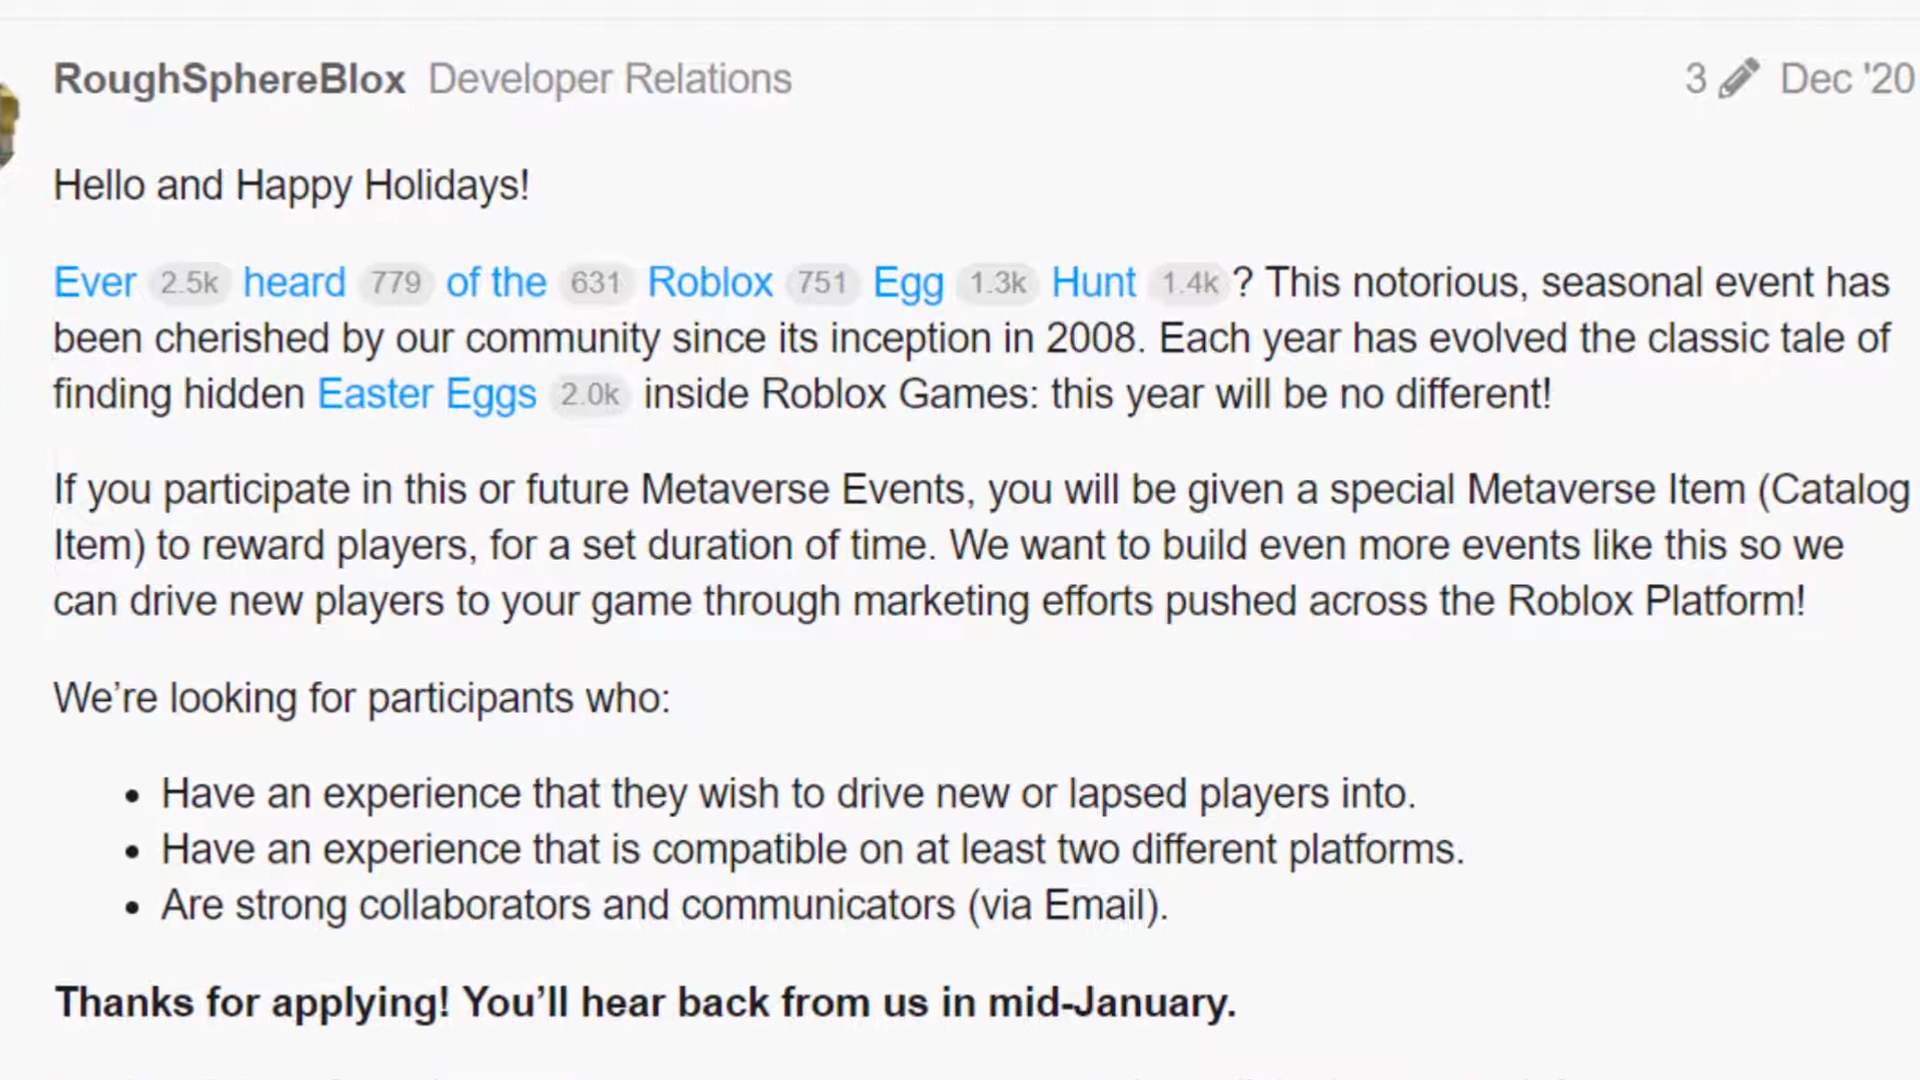 RoughSphereBlox Developer Relations 3 Dec '20
Hello and Happy Holidays!
Ever 2.5k heard 779 of the 631 Roblox 751 Egg 1.3k Hunt 1.4k ? This notorious, seasonal event has
been cherished by our community since its inception in 2008. Each year has evolved the classic tale of
finding hidden Easter Eggs 2.0k inside Roblox Games: this year will be no different!
If you participate in this or future Metaverse Events, you will be given a special Metaverse Item (Catalog
Item) to reward players, for a set duration of time. We want to build even more events like this so we
can drive new players to your game through marketing efforts pushed across the Roblox Platform!
We’re looking for participants who:
• Have an experience that they wish to drive new or lapsed players into.
• Have an experience that is compatible on at least two different platforms.
• Are strong collaborators and communicators (via Email).
Thanks for applying! You’ll hear back from us in mid-January.